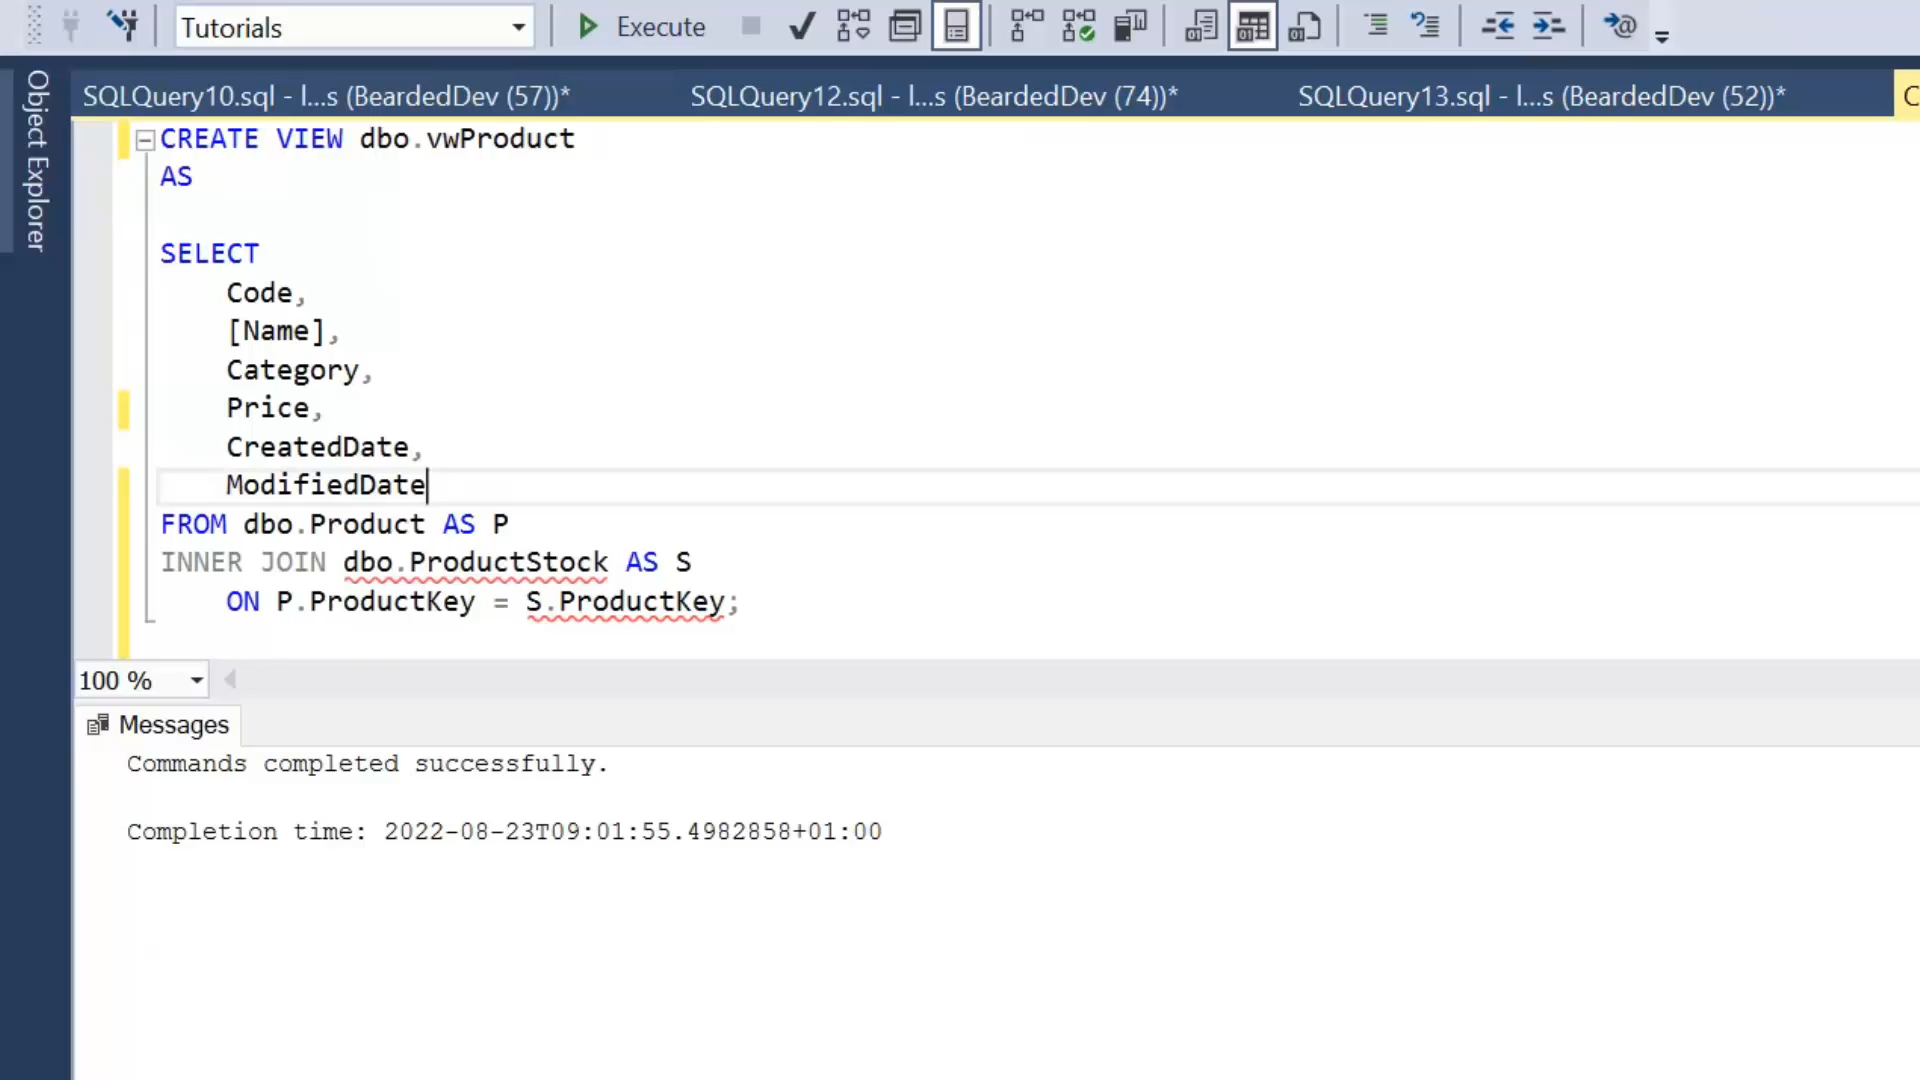 Tutorials
Execute
SQLQuery10.sql - l...s (BeardedDev (57))*
SQLQuery12.sql - l...s (BeardedDev (74))*
SQLQuery13.sql - l...s (BeardedDev (52))*
C
Object Explorer
CREATE VIEW dbo.vwProduct
AS
SELECT
Code,
[Name],
Category,
Price,
CreatedDate,
ModifiedDate
FROM dbo.Product AS P
INNER JOIN dbo.ProductStock AS S
ON P.ProductKey = S.ProductKey;
100 %
Messages
Commands completed successfully.
Completion time: 2022-08-23T09:01:55.4982858+01:00